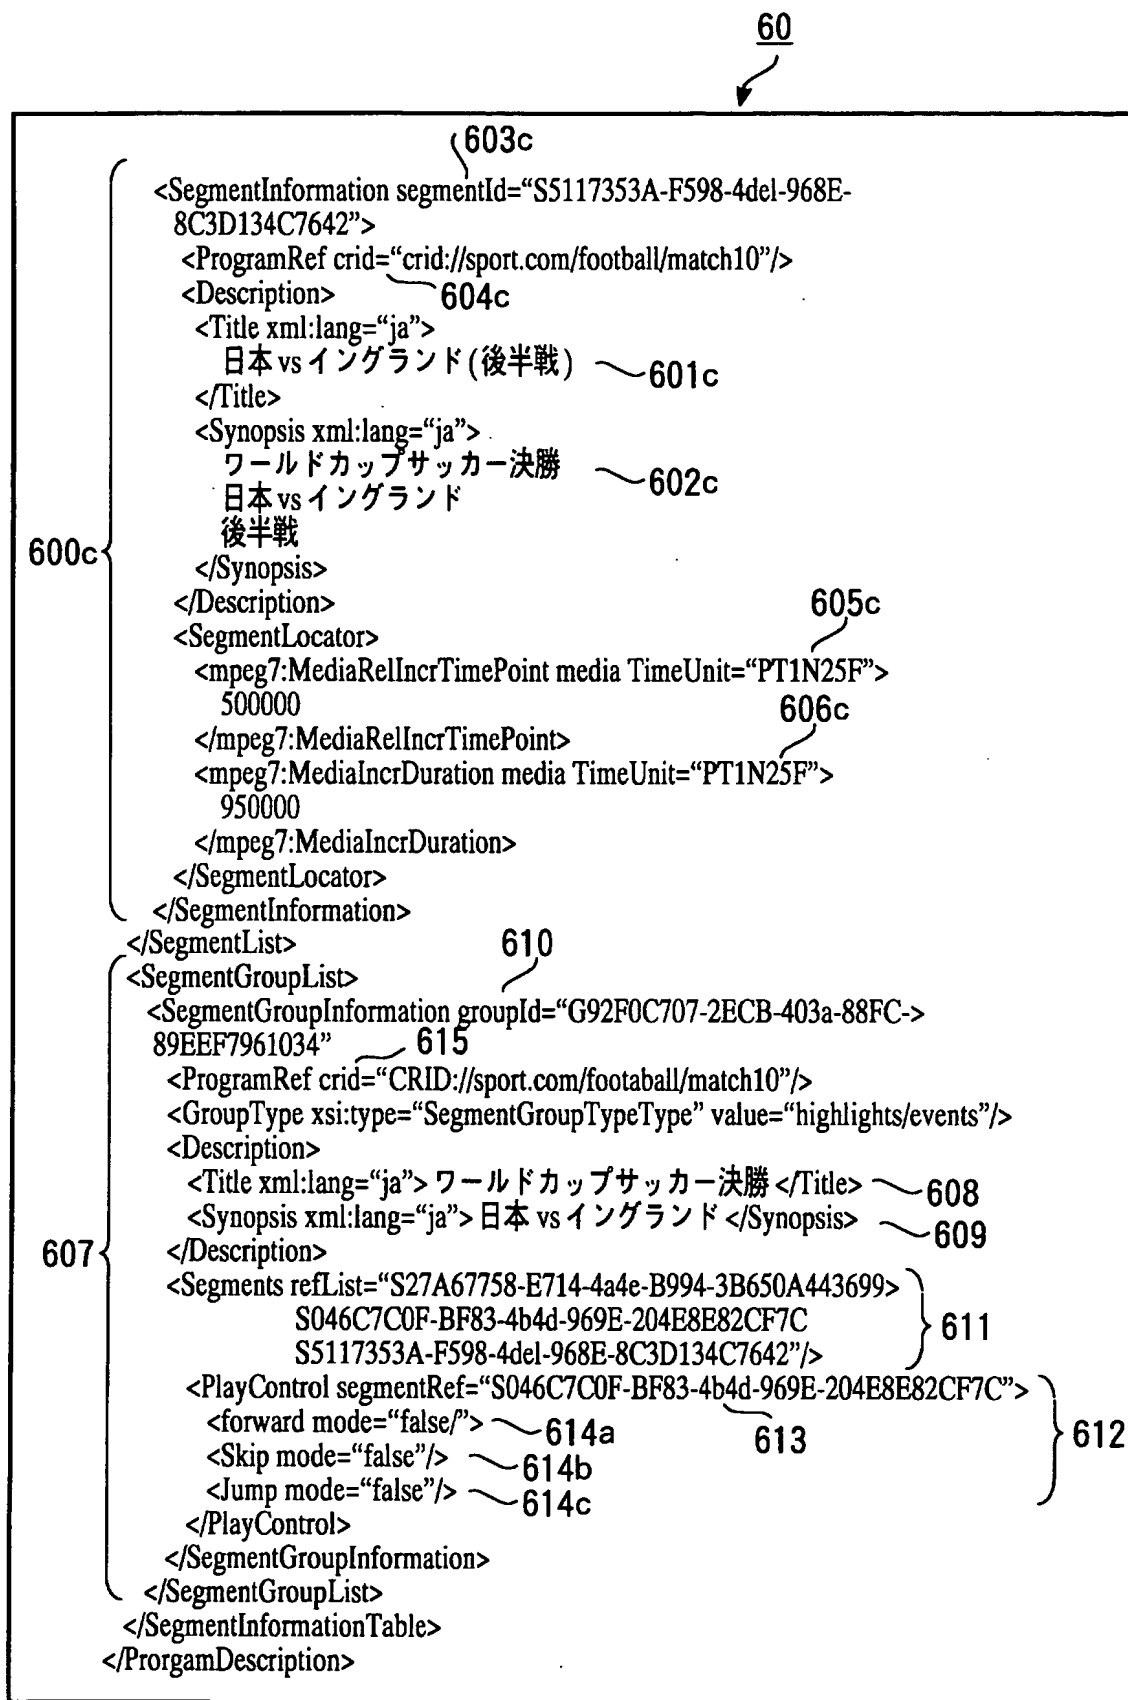 60
603c
<SegmentInformation segmentId=“S5117353A-F598-4del-968E-
8C3D134C7642”>
<ProgramRef crid=“crid://sport.com/football/match10”/>
<Description> 604c
<Title xml:lang=“ja”>
日本 vs イングランド(後半戦) 601c
</Title>
<Synopsis xml:lang=“ja”>
ワールドカップサッカー決勝 602c
日本 vs イングランド
後半戦
600c
</Synopsis>
</Description> 605c
<SegmentLocator>
<mpeg7:MediaRelIncrTimePoint media TimeUnit=“PT1N25F”>
500000 606c
</mpeg7:MediaRelIncrTimePoint>
<mpeg7:MediaIncrDuration media TimeUnit=“PT1N25F”>
950000
</mpeg7:MediaIncrDuration>
</SegmentLocator>
</SegmentInformation>
</SegmentList> 610
<SegmentGroupList>
<SegmentGroupInformation groupId=“G92F0C707-2ECB-403a-88FC->
89EEF7961034” 615
<ProgramRef crid=“CRID://sport.com/footaball/match10”/>
<GroupType xsi:type=“SegmentGroupTypeType” value=“highlights/events”/>
<Description>
<Title xml:lang=“ja”> ワールドカップサッカー決勝 </Title> 608
<Synopsis xml:lang=“ja”> 日本 vs イングランド </Synopsis> 609
607 </Description>
<Segments refList=“S27A67758-E714-4a4e-B994-3B650A443699>
S046C7C0F-BF83-4b4d-969E-204E8E82CF7C 611
S5117353A-F598-4del-968E-8C3D134C7642”/>
<PlayControl segmentRef=“S046C7C0F-BF83-4b4d-969E-204E8E82CF7C”>
<forward mode=“false/”> 614a 613 612
<Skip mode=“false”/> 614b
<Jump mode=“false”/> 614c
</PlayControl>
</SegmentGroupInformation>
</SegmentGroupList>
</SegmentInformationTable>
</ProrgamDescription>